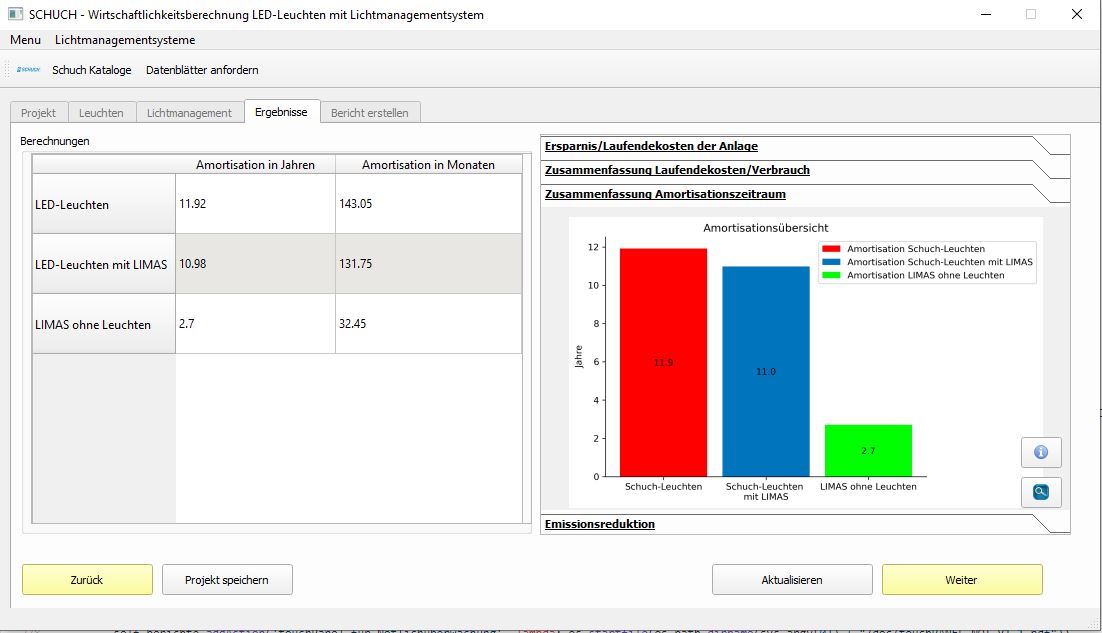 SCHUCH - Wirtschaftlichkeitsberechnung LED-Leuchten mit Lichtmanagementsystem
Menu Lichtmanagementsysteme
SCHUCH Schuch Kataloge Datenblätter anfordern
Projekt Leuchten Lichtmanagement Ergebnisse Bericht erstellen
Berechnungen
Amortisation in Jahren Amortisation in Monaten
LED-Leuchten 11.92 143.05
LED-Leuchten mit LIMAS 10.98 131.75
LIMAS ohne Leuchten 2.7 32.45
Ersparnis/Laufendekosten der Anlage
Zusammenfassung Laufendekosten/Verbrauch
Zusammenfassung Amortisationszeitraum
Amortisationsübersicht
Amortisation Schuch-Leuchten
Amortisation Schuch-Leuchten mit LIMAS
Amortisation LIMAS ohne Leuchten
Jahre
12
10
8
6
4
2
0
11.9
11.0
2.7
Schuch-Leuchten
Schuch-Leuchten
mit LIMAS
LIMAS ohne Leuchten
Emissionsreduktion
Zurück Projekt speichern Aktualisieren Weiter